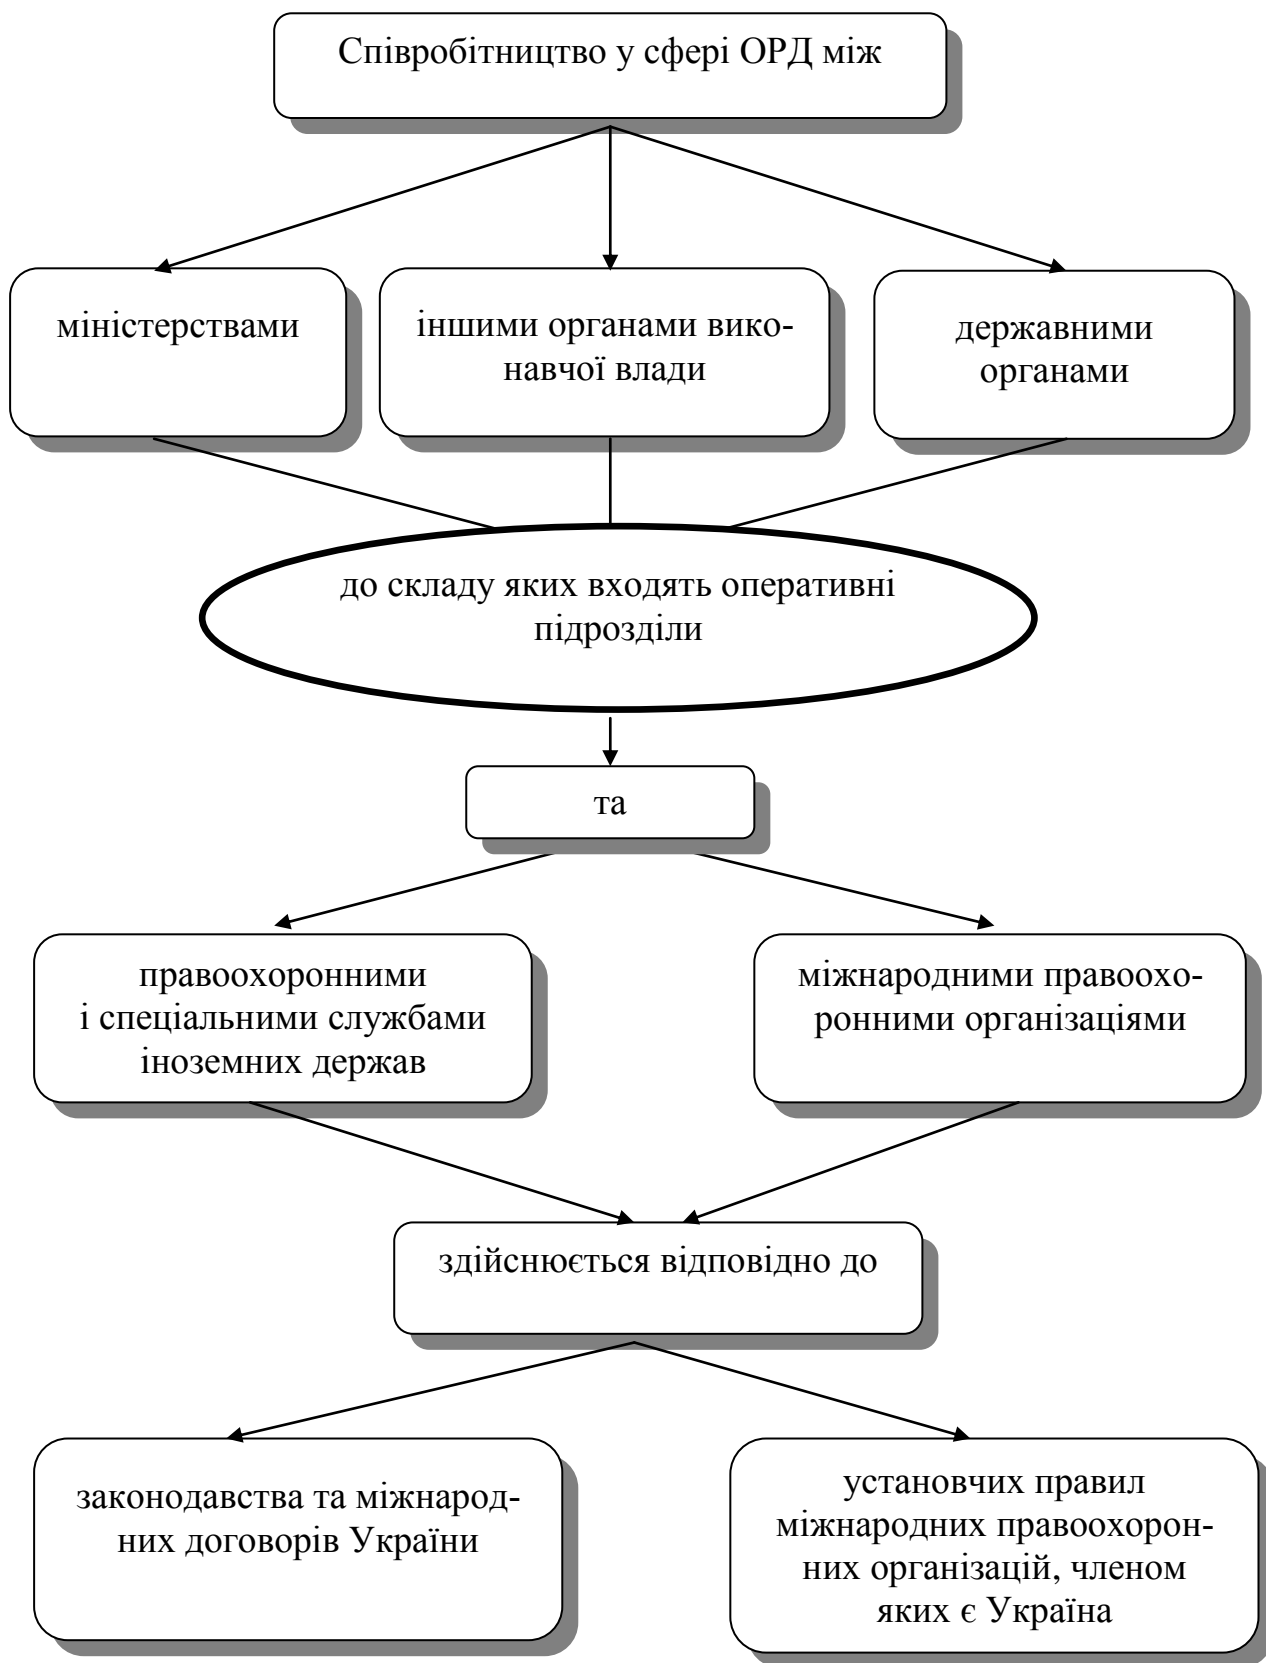 Співробітництво у сфері ОРД між
міністерствами
іншими органами вико-
навчої влади
державними
органами
до складу яких входять оперативні
підрозділи
та
правоохоронними
і спеціальними службами
іноземних держав
міжнародними правоохо-
ронними організаціями
здійснюється відповідно до
законодавства та міжнарод-
них договорів України
установчих правил
міжнародних правоохорон-
них організацій, членом
яких є Україна